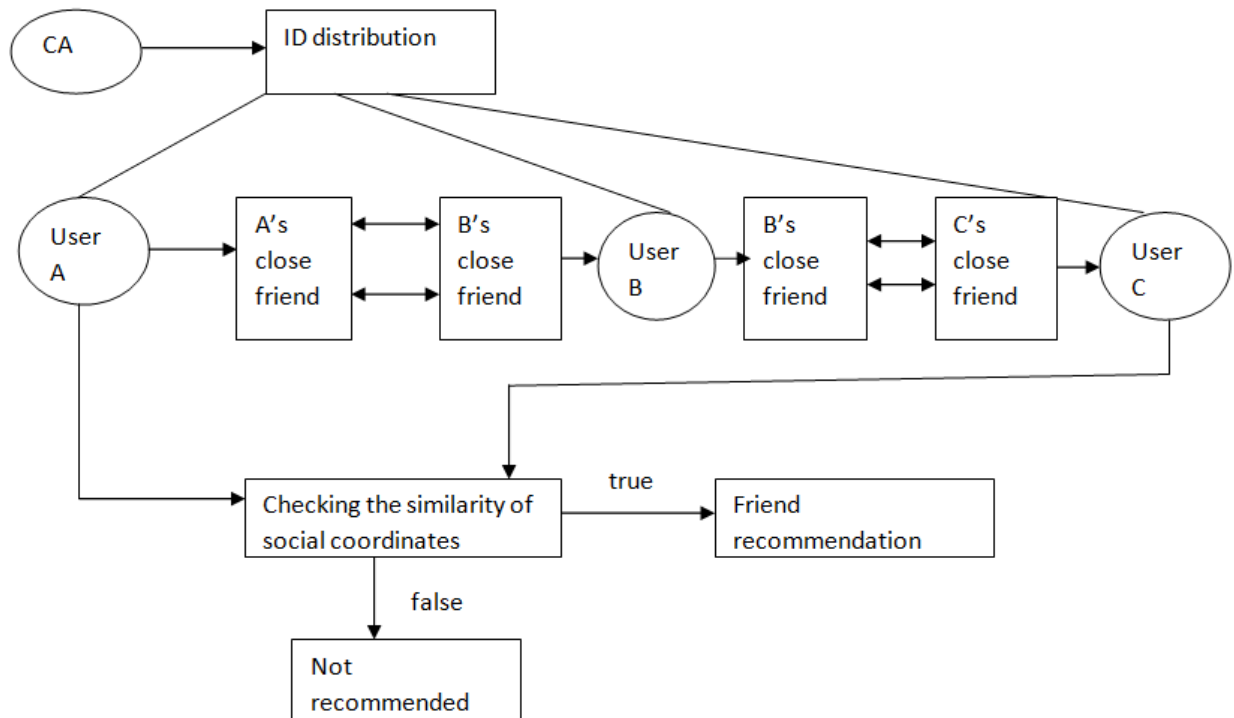 CA
ID distribution
User
A
A’s
close
friend
B’s
close
friend
User
B
B’s
close
friend
C’s
close
friend
User
C
Checking the similarity of
social coordinates
true
Friend
recommendation
false
Not
recommended